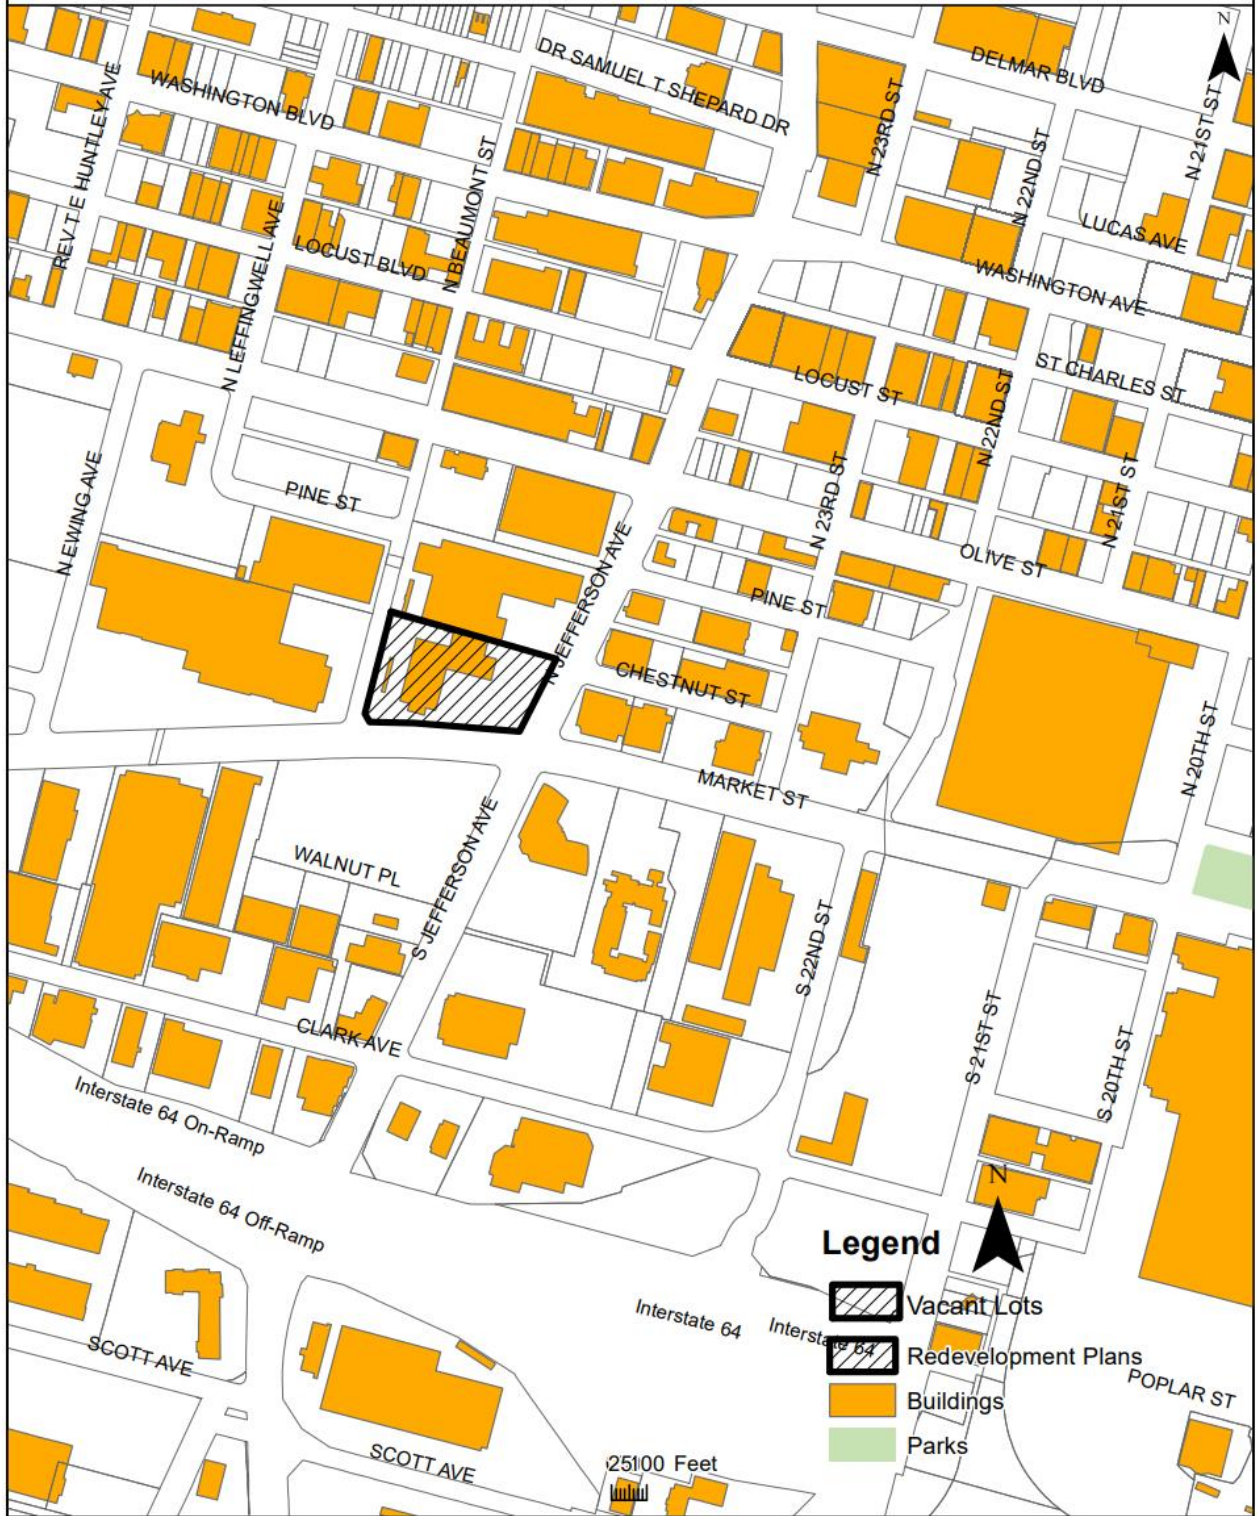 N
DELMAR BLVD
DR SAMUEL T SHEPARD DR
WASHINGTON BLVD
REV T E HUNTLEY AVE
N 23RD ST
N 21ST ST
N 22ND ST
N BEAUMONT ST
LUCAS AVE
N LEFFINGWELL AVE
LOCUST BLVD
WASHINGTON AVE
LOCUST ST
ST CHARLES ST
N 22ND ST
N EWING AVE
PINE ST
N 23RD ST
N 21ST ST
OLIVE ST
N JEFFERSON AVE
PINE ST
CHESTNUT ST
N 20TH ST
MARKET ST
WALNUT PL
S JEFFERSON AVE
S 22ND ST
CLARK AVE
S 21ST ST
S 20TH ST
Interstate 64 On-Ramp
Interstate 64 Off-Ramp
N
Legend
Vacant Lots
Interstate 64
Interstate 64
Redevelopment Plans
SCOTT AVE
POPLAR ST
Buildings
Parks
SCOTT AVE
025100 Feet